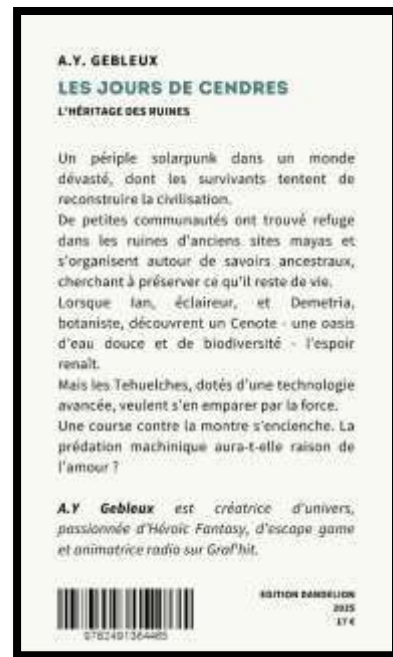 A.Y. GEBLEUX
LES JOURS DE CENDRES
L'HÉRITAGE DES RUINES
Un périple solarpunk dans un monde
dévasté, dont les survivants tentent de
reconstruire la civilisation.
De petites communautés ont trouvé refuge
dans les ruines d'anciens sites mayas et
s'organisent autour de savoirs ancestraux,
cherchant à préserver ce qu'il reste de vie.
Lorsque Ian, éclaireur, et Demetria,
botaniste, découvrent un Cenote - une oasis
d'eau douce et de biodiversité - l'espoir
renaît.
Mais les Tehuelches, dotés d'une technologie
avancée, veulent s'en emparer par la force.
Une course contre la montre s'enclenche. La
prédation machinique aura-t-elle raison de
l'amour ?
A.Y Gebleux est créatrice d'univers,
passionnée d'Héroïc Fantasy, d'escape game
et animatrice radio sur Graf'hit.
EDITION DANDELION
2025
17 €
9782491364465